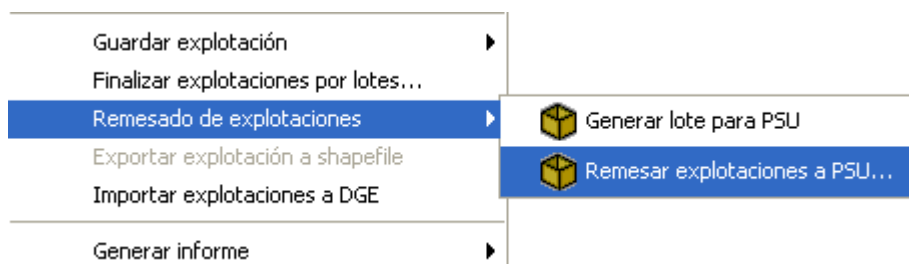 Guardar explotación
Finalizar explotaciones por lotes...
Remesado de explotaciones
Generar lote para PSU
Exportar explotación a shapefile
Remesar explotaciones a PSU...
Importar explotaciones a DGE
Generar informe